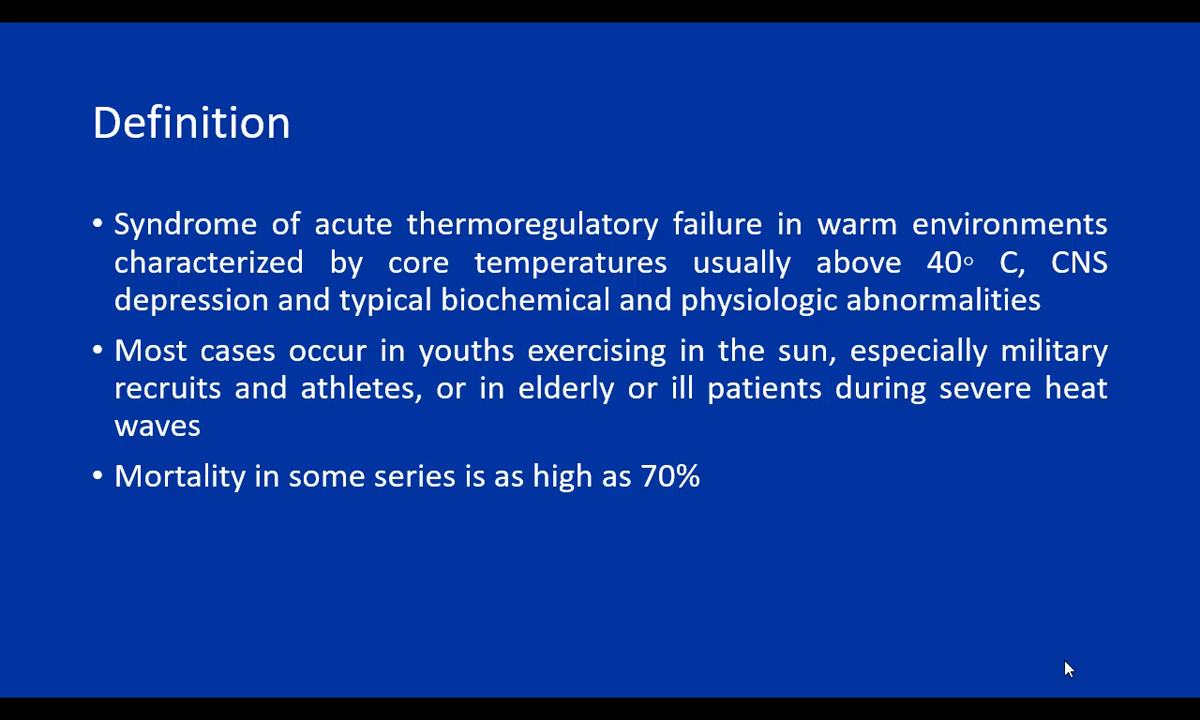 Definition
• Syndrome of acute thermoregulatory failure in warm environments
characterized by core temperatures usually above 40° C, CNS
depression and typical biochemical and physiologic abnormalities
• Most cases occur in youths exercising in the sun, especially military
recruits and athletes, or in elderly or ill patients during severe heat
waves
• Mortality in some series is as high as 70%